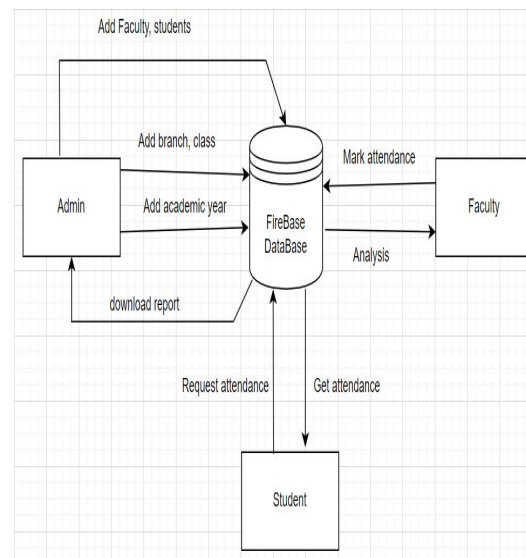 Add Faculty, students
Add branch, class
Mark attendance
Admin
Add academic year
FireBase
DataBase
Faculty
Analysis
download report
Request attendance
Get attendance
Student